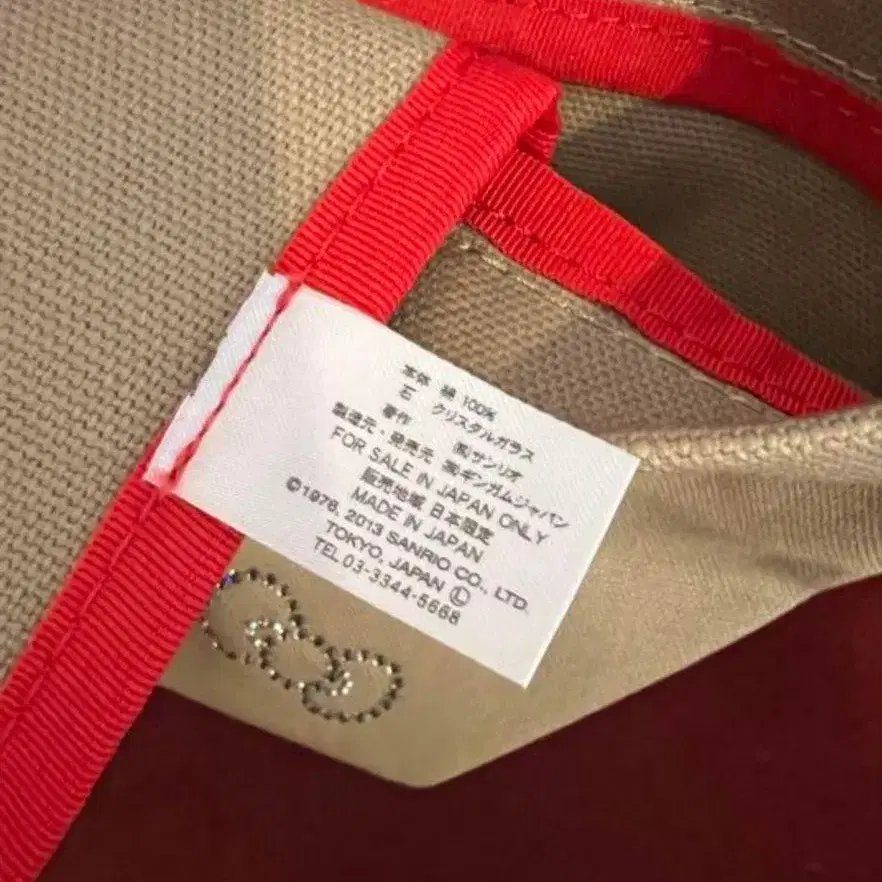 本体 綿 100%
石 クリスタルガラス
著作 ㈱サンリオ
製造元・発売元 ㈱ギンガムジャパン
FOR SALE IN JAPAN ONLY
販売地域 日本限定
MADE IN JAPAN
©1976, 2013 SANRIO CO., LTD.
TOKYO, JAPAN Ⓛ
TEL 03-3344-5668